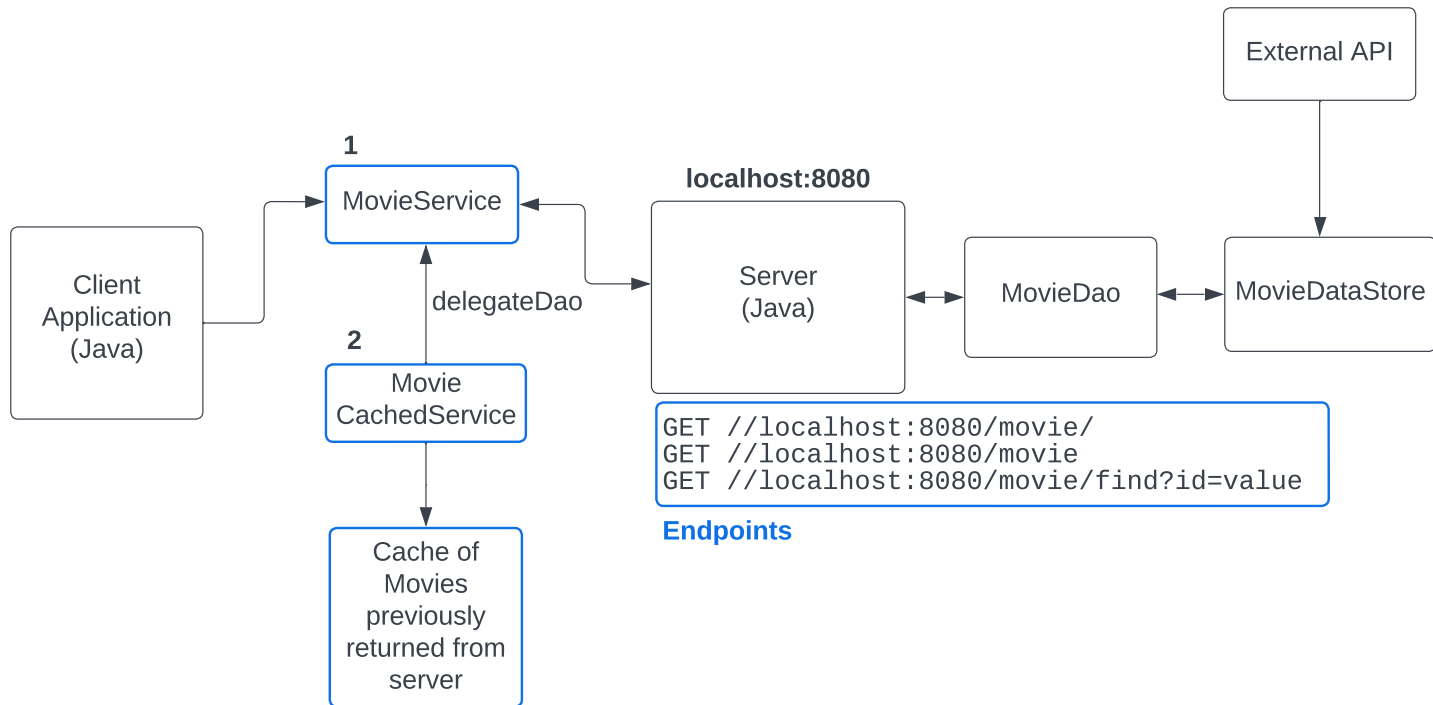 External API
1
MovieService
localhost:8080
Client
Application
(Java)
delegateDao
Server
(Java)
MovieDao
MovieDataStore
2
Movie
CachedService
GET //localhost:8080/movie/
GET //localhost:8080/movie
GET //localhost:8080/movie/find?id=value
Endpoints
Cache of
Movies
previously
returned from
server